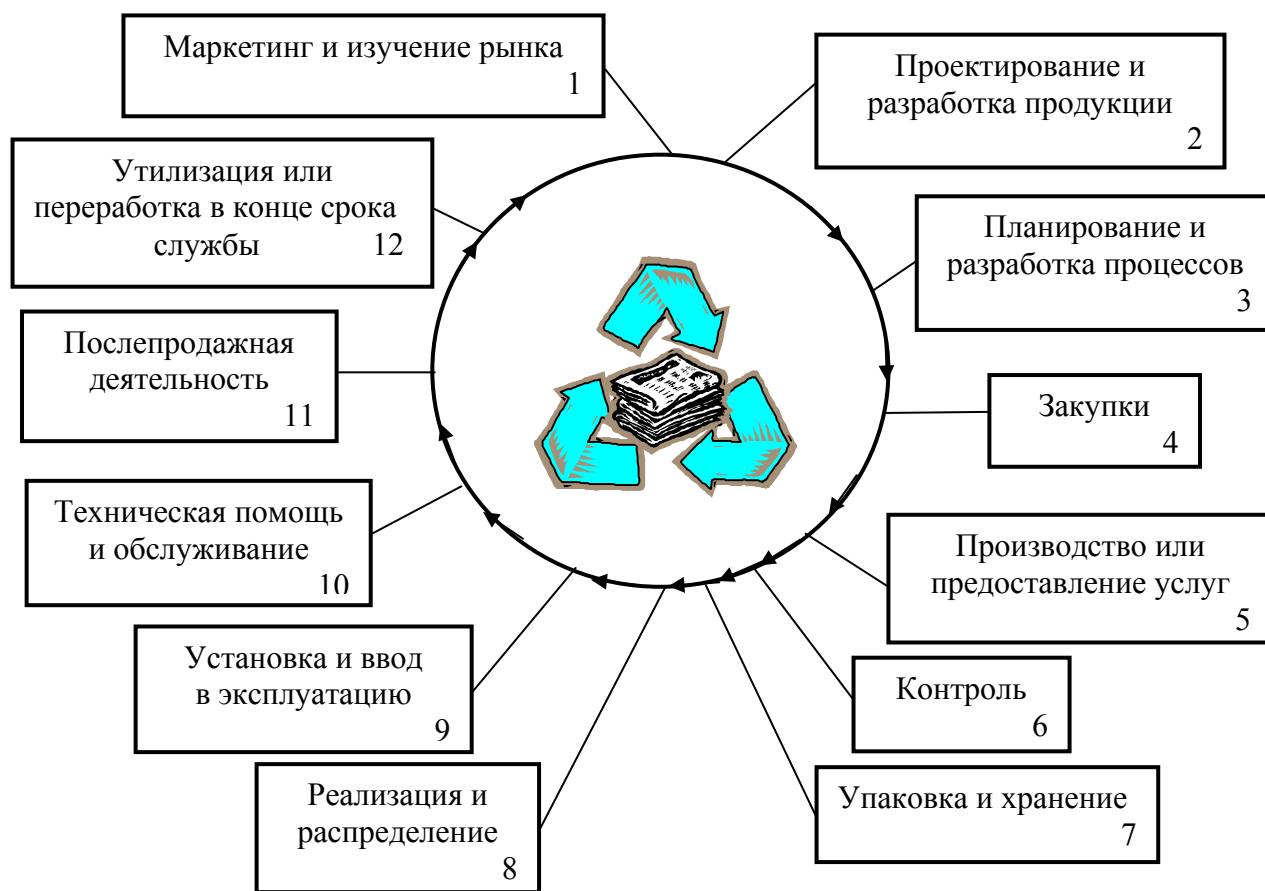 Маркетинг и изучение рынка
1
Проектирование и
разработка продукции
2
Планирование и
разработка процессов
3
Закупки
4
Производство или
предоставление услуг
5
Контроль
6
Упаковка и хранение
7
Реализация и
распределение
8
Установка и ввод
в эксплуатацию
9
Техническая помощь
и обслуживание
10
Послепродажная
деятельность
11
Утилизация или
переработка в конце срока
службы
12